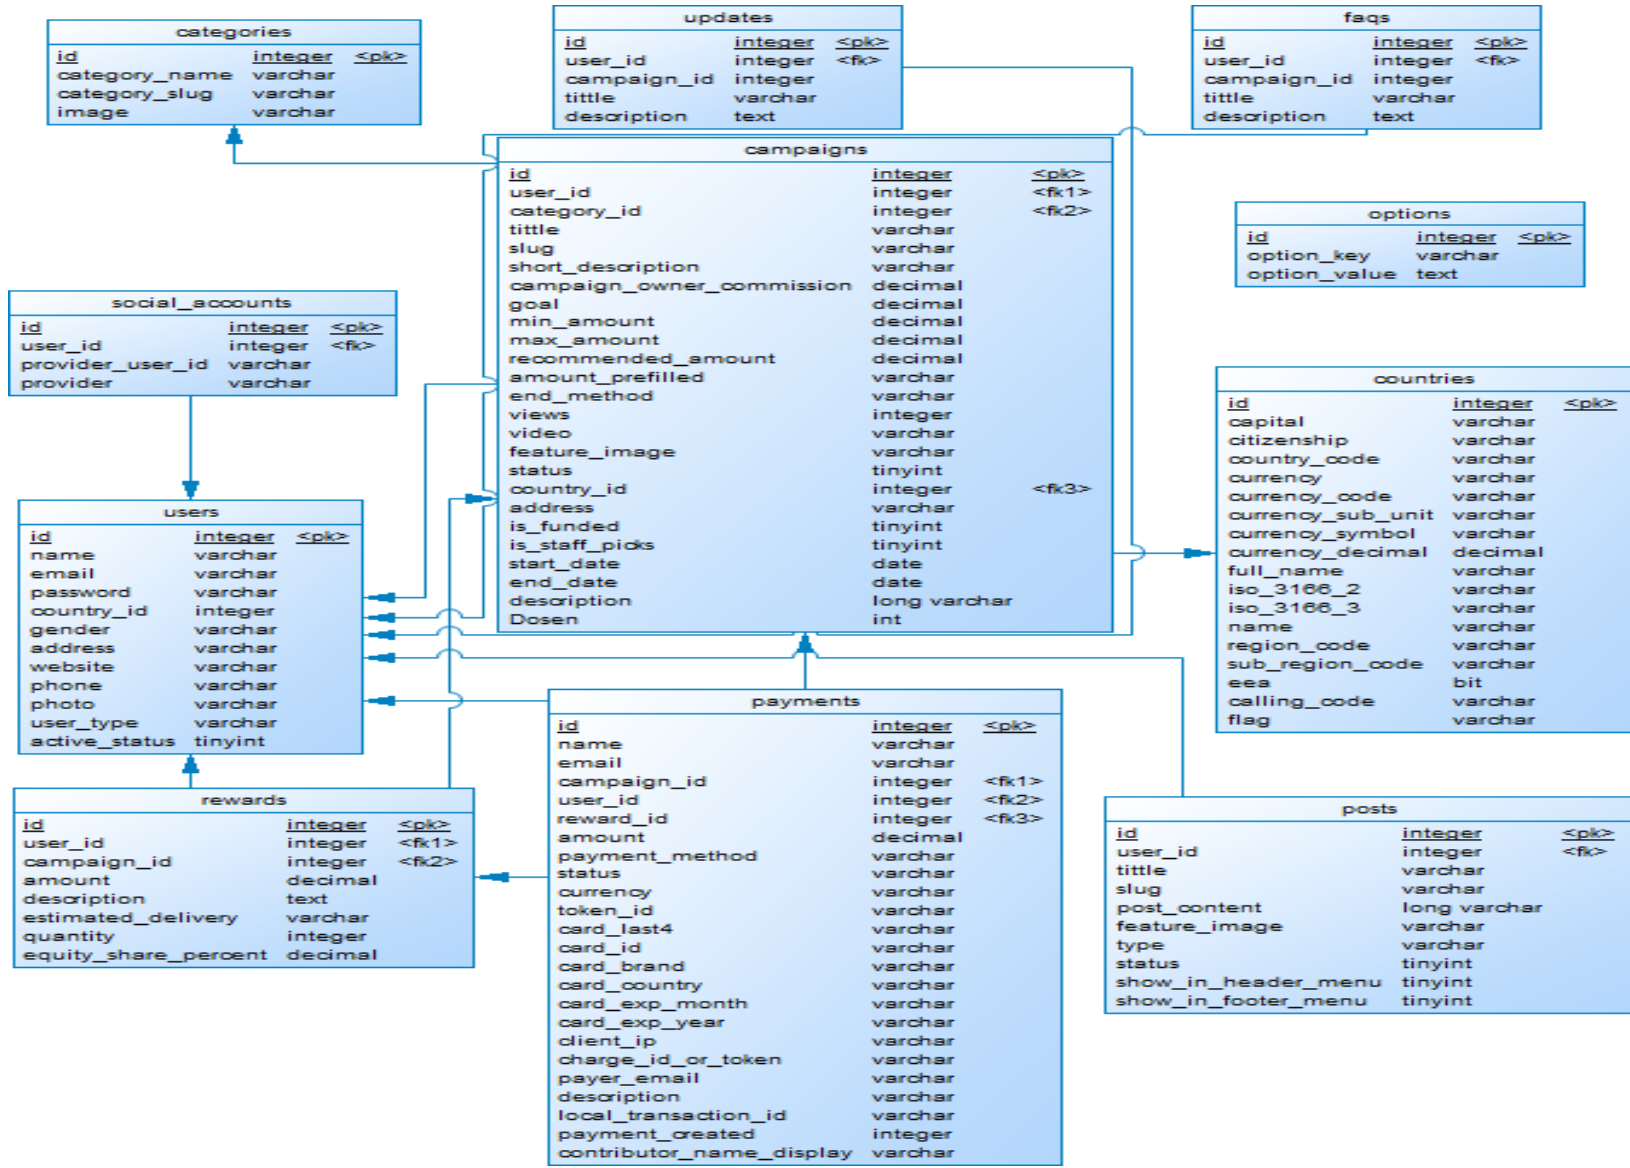 categories
id integer <pk>
category_name varchar
category_slug varchar
image varchar
updates
id integer <pk>
user_id integer <fk>
campaign_id integer
tittle varchar
description text
faqs
id integer <pk>
user_id integer <fk>
campaign_id integer
tittle varchar
description text
campaigns
id integer <pk>
user_id integer <fk1>
category_id integer <fk2>
tittle varchar
slug varchar
short_description varchar
campaign_owner_commission decimal
goal decimal
min_amount decimal
max_amount decimal
recommended_amount decimal
amount_prefilled varchar
end_method varchar
views integer
video varchar
feature_image varchar
status tinyint
country_id integer <fk3>
address varchar
is_funded tinyint
is_staff_picks tinyint
start_date date
end_date date
description long varchar
Dosen int
options
id integer <pk>
option_key varchar
option_value text
social_accounts
id integer <pk>
user_id integer <fk>
provider_user_id varchar
provider varchar
countries
id integer <pk>
capital varchar
citizenship varchar
country_code varchar
currency varchar
currency_code varchar
currency_sub_unit varchar
currency_symbol varchar
currency_decimal decimal
full_name varchar
iso_3166_2 varchar
iso_3166_3 varchar
name varchar
region_code varchar
sub_region_code varchar
eea bit
calling_code varchar
flag varchar
users
id integer <pk>
name varchar
email varchar
password varchar
country_id integer
gender varchar
address varchar
website varchar
phone varchar
photo varchar
user_type varchar
active_status tinyint
payments
id integer <pk>
name varchar
email varchar
campaign_id integer <fk1>
user_id integer <fk2>
reward_id integer <fk3>
amount decimal
payment_method varchar
status varchar
currency varchar
token_id varchar
card_last4 varchar
card_id varchar
card_brand varchar
card_country varchar
card_exp_month varchar
card_exp_year varchar
client_ip varchar
charge_id_or_token varchar
payer_email varchar
description varchar
local_transaction_id varchar
payment_created integer
contributor_name_display varchar
rewards
id integer <pk>
user_id integer <fk1>
campaign_id integer <fk2>
amount decimal
description text
estimated_delivery varchar
quantity integer
equity_share_percent decimal
posts
id integer <pk>
user_id integer <fk>
tittle varchar
slug varchar
post_content long varchar
feature_image varchar
type varchar
status tinyint
show_in_header_menu tinyint
show_in_footer_menu tinyint